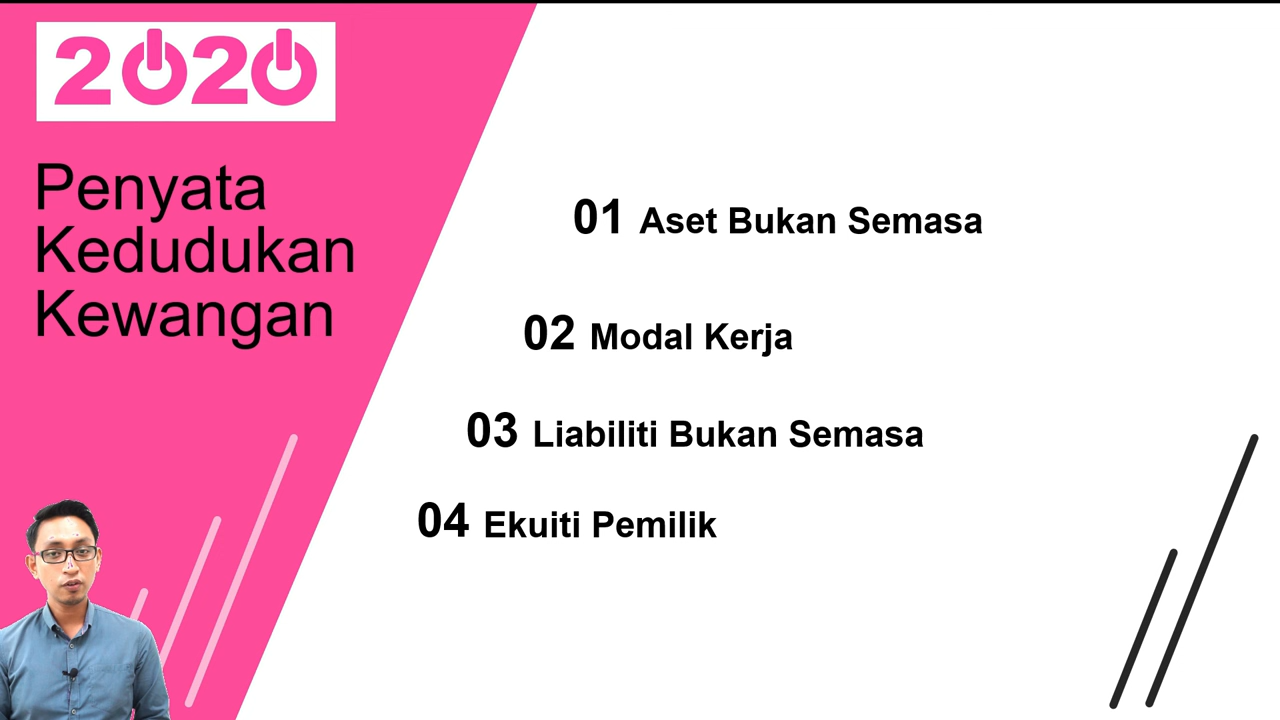 2020
Penyata
Kedudukan
Kewangan
01 Aset Bukan Semasa
02 Modal Kerja
03 Liabiliti Bukan Semasa
04 Ekuiti Pemilik